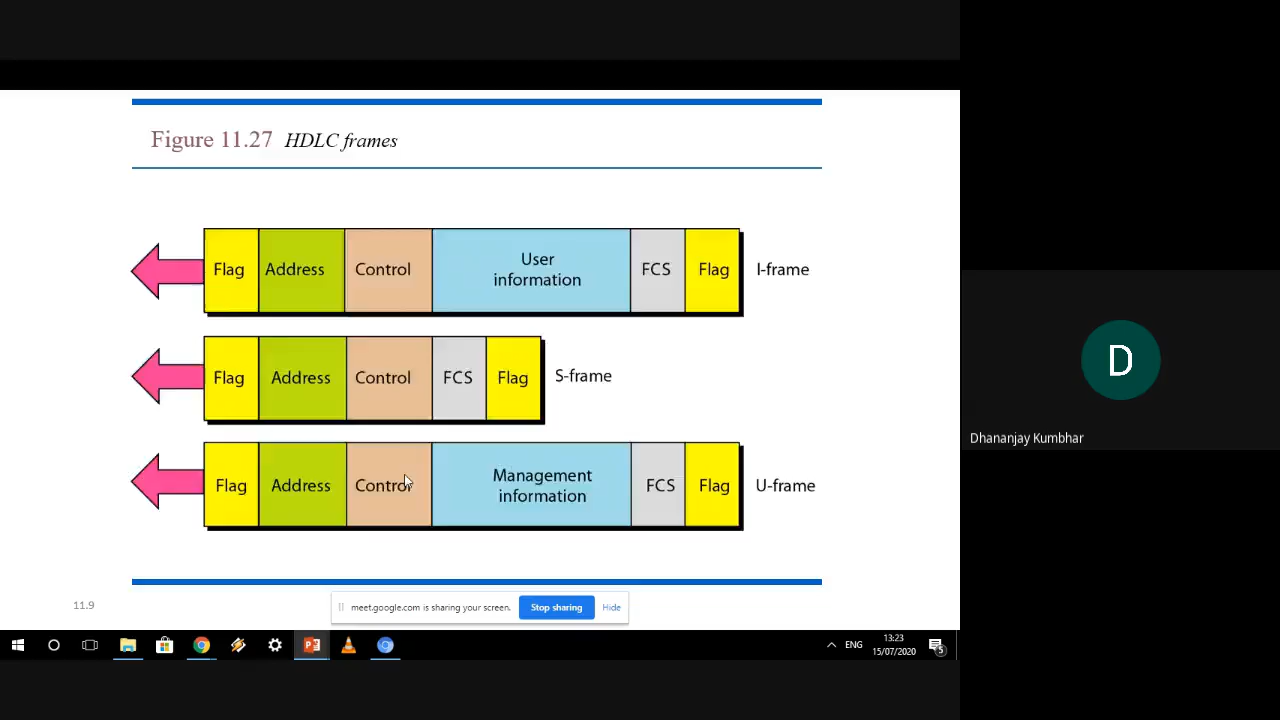 Figure 11.27 HDLC frames
Flag Address Control User information FCS Flag I-frame
Flag Address Control FCS Flag S-frame
Flag Address Control Management information FCS Flag U-frame
D
Dhananjay Kumbhar
11.9
meet.google.com is sharing your screen. Stop sharing Hide
ENG
13:23
15/07/2020
5